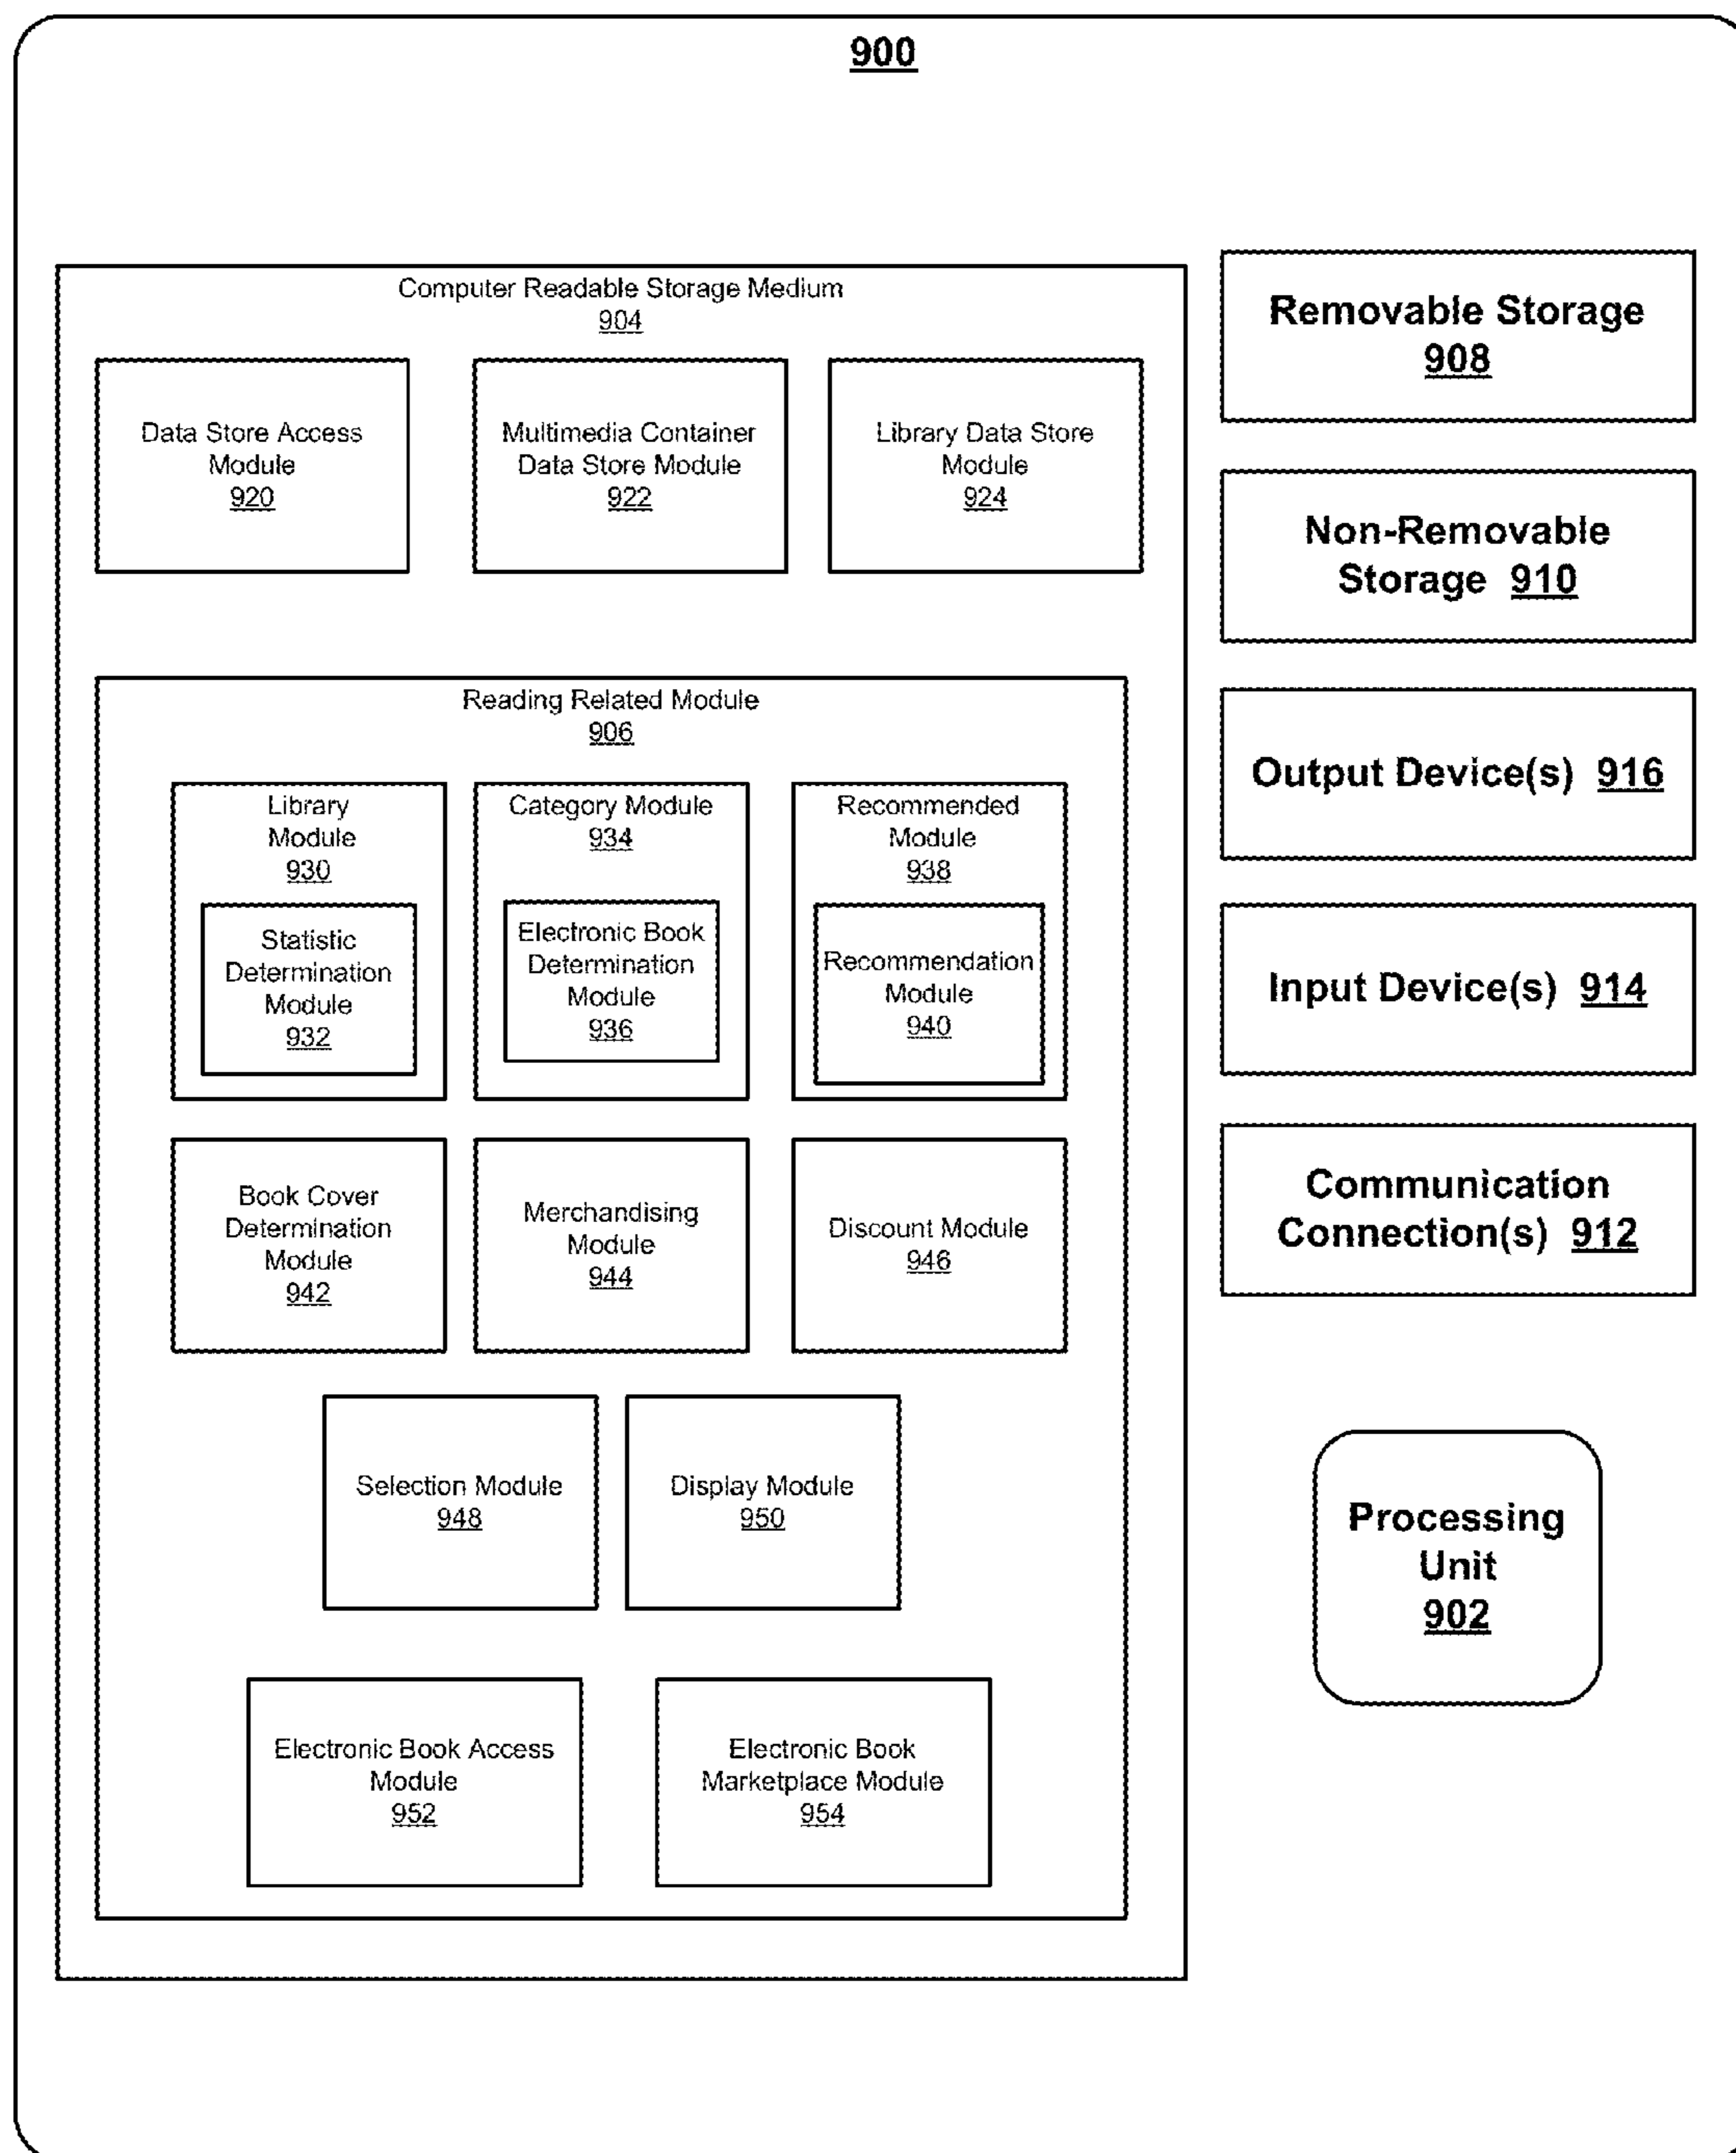 900
Computer Readable Storage Medium
904
Data Store Access
Module
920
Multimedia Container
Data Store Module
922
Library Data Store
Module
924
Reading Related Module
906
Library
Module
930
Statistic
Determination
Module
932
Category Module
934
Electronic Book
Determination
Module
936
Recommended
Module
938
Recommendation
Module
940
Book Cover
Determination
Module
942
Merchandising
Module
944
Discount Module
946
Selection Module
948
Display Module
950
Electronic Book Access
Module
952
Electronic Book
Marketplace Module
954
Removable Storage
908
Non-Removable
Storage 910
Output Device(s) 916
Input Device(s) 914
Communication
Connection(s) 912
Processing
Unit
902